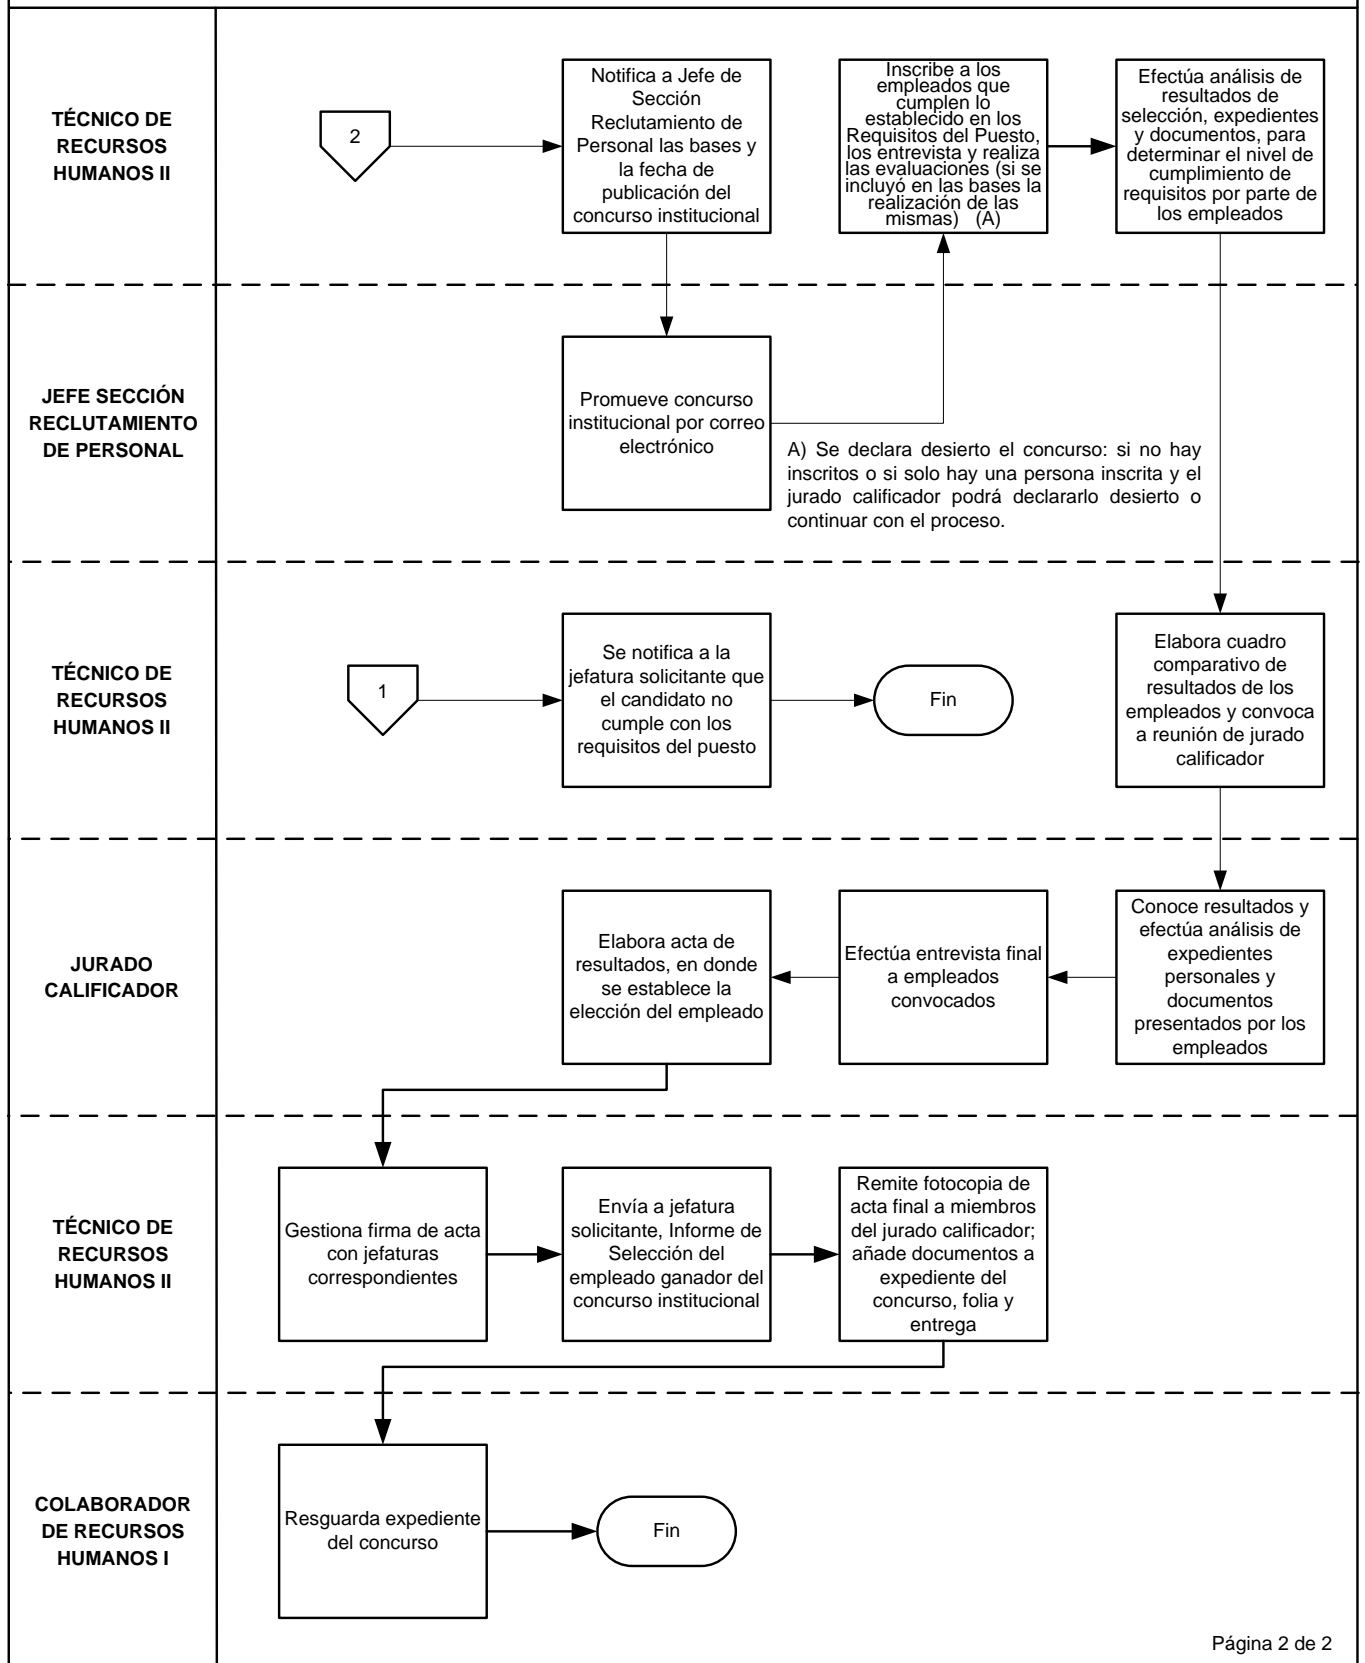 TÉCNICO DE
RECURSOS
HUMANOS II
2
Notifica a Jefe de
Sección
Reclutamiento de
Personal las bases y
la fecha de
publicación del
concurso institucional
Inscribe a los
empleados que
cumplen lo
establecido en los
Requisitos del Puesto,
los entrevista y realiza
las evaluaciones (si se
incluyó en las bases la
realización de las
mismas) (A)
Efectúa análisis de
resultados de
selección, expedientes
y documentos, para
determinar el nivel de
cumplimiento de
requisitos por parte de
los empleados
JEFE SECCIÓN
RECLUTAMIENTO
DE PERSONAL
Promueve concurso
institucional por correo
electrónico
A) Se declara desierto el concurso: si no hay
inscritos o si solo hay una persona inscrita y el
jurado calificador podrá declararlo desierto o
continuar con el proceso.
TÉCNICO DE
RECURSOS
HUMANOS II
1
Se notifica a la
jefatura solicitante que
el candidato no
cumple con los
requisitos del puesto
Fin
Elabora cuadro
comparativo de
resultados de los
empleados y convoca
a reunión de jurado
calificador
JURADO
CALIFICADOR
Elabora acta de
resultados, en donde
se establece la
elección del empleado
Efectúa entrevista final
a empleados
convocados
Conoce resultados y
efectúa análisis de
expedientes
personales y
documentos
presentados por los
empleados
TÉCNICO DE
RECURSOS
HUMANOS II
Gestiona firma de acta
con jefaturas
correspondientes
Envía a jefatura
solicitante, Informe de
Selección del
empleado ganador del
concurso institucional
Remite fotocopia de
acta final a miembros
del jurado calificador;
añade documentos a
expediente del
concurso, folia y
entrega
COLABORADOR
DE RECURSOS
HUMANOS I
Resguarda expediente
del concurso
Fin
Página 2 de 2